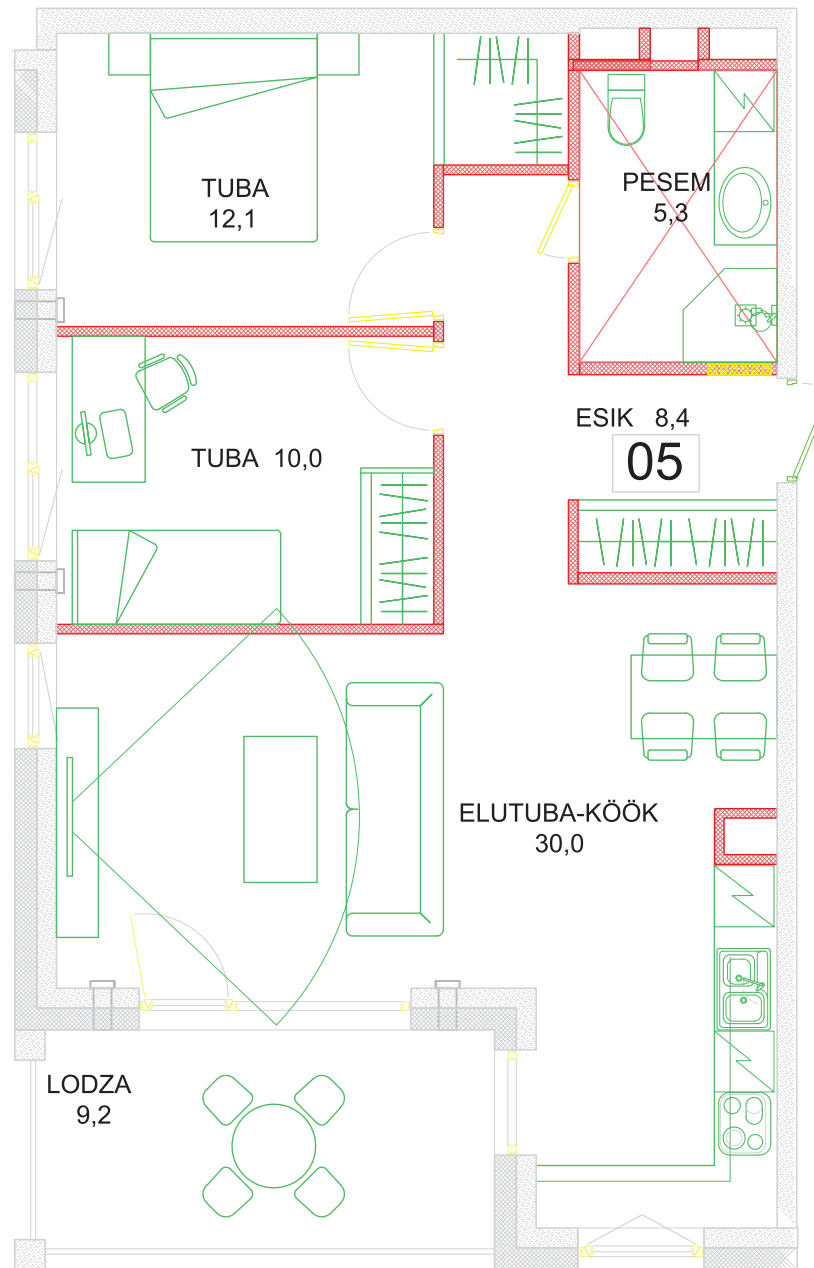 TUBA
12,1
PESEM
5,3
ESIK 8,4
05
TUBA 10,0
ELUTUBA-KÖÖK
30,0
LODZA
9,2